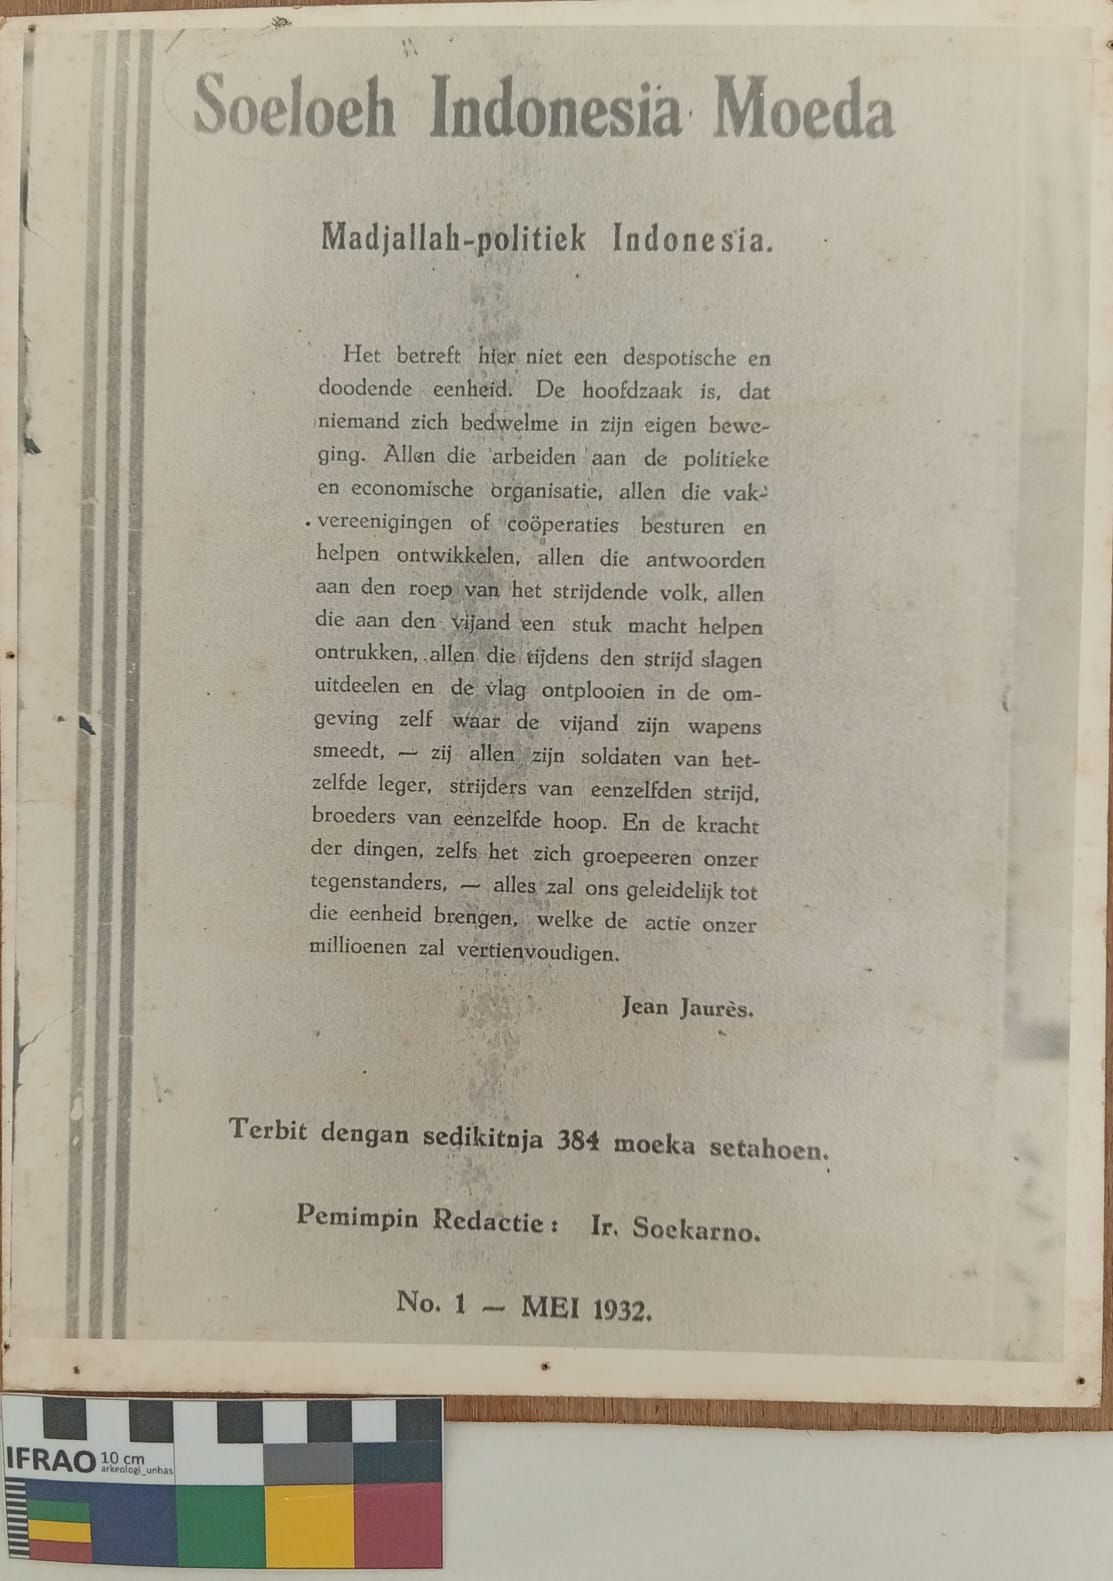 Soeloeh Indonesia Moeda
Madjallah-politiek Indonesia.
Het betreft hier niet een despotische en
doodende eenheid. De hoofdzaak is, dat
niemand zich bedwelme in zijn eigen bewe-
ging. Allen die arbeiden aan de politieke
en economische organisatie, allen die vak-
vereenigingen of coöperaties besturen en
helpen ontwikkelen, allen die antwoorden
aan den roep van het strijdende volk, allen
die aan den vijand een stuk macht helpen
ontrukken, allen die tijdens den strijd slagen
uitdeelen en de vlag ontplooien in de om-
geving zelf waar de vijand zijn wapens
smeedt, — zij allen zijn soldaten van het-
zelfde leger, strijders van eenzelfden strijd,
broeders van eenzelfde hoop. En de kracht
der dingen, zelfs het zich groepeeren onzer
tegenstanders, — alles zal ons geleidelijk tot
die eenheid brengen, welke de actie onzer
millioenen zal vertienvoudigen.
Jean Jaurès.
Terbit dengan sedikitnja 384 moeka setahoen.
Pemimpin Redactie: Ir. Soekarno.
No. 1 — MEI 1932.
IFRAO 10 cm
arkeologi_unhas